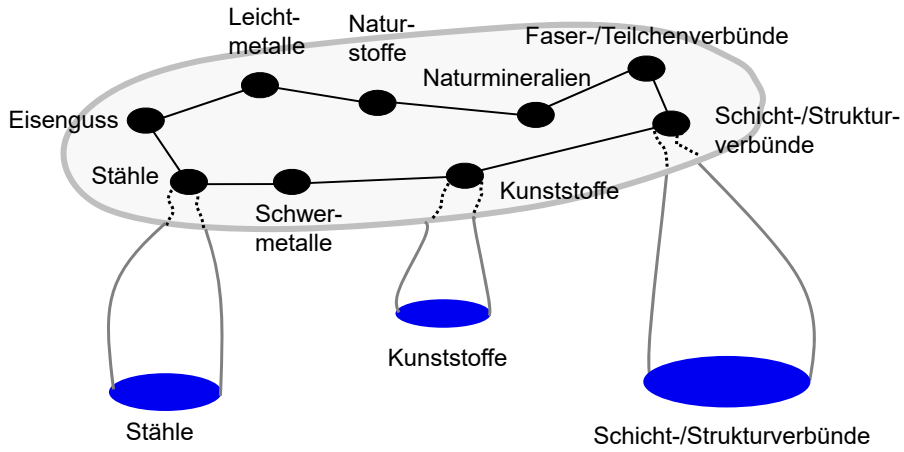 Leicht-
metalle
Natur-
stoffe
Faser-/Teilchenverbünde
Naturmineralien
Eisenguss
Schicht-/Struktur-
verbünde
Stähle
Kunststoffe
Schwer-
metalle
Kunststoffe
Stähle
Schicht-/Strukturverbünde